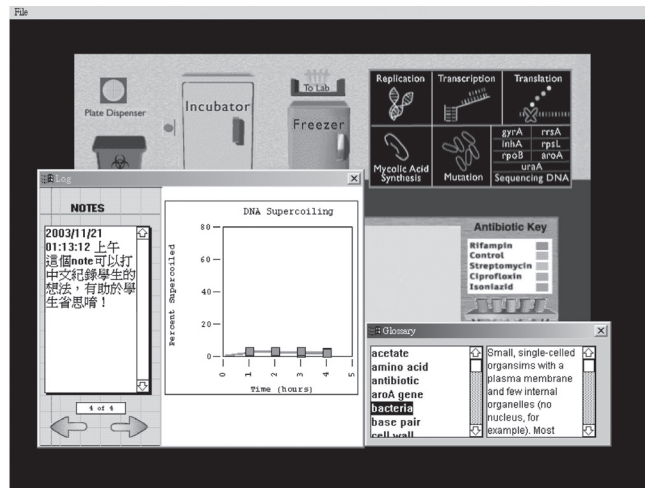 File
Plate Dispenser
Incubator
To Lab
Freezer
Replication
Transcription
Translation
Mycolic Acid
Synthesis
Mutation
gyrA rrsA
inhA rpsL
rpoB aroA
uraA
Sequencing DNA
Log
NOTES
2003/11/21
01:13:12 上午
這個note可以打
中文紀錄學生的
想法，有助於學
生省思唷！
4 of 4
DNA Supercoiling
Percent Supercoiled
80
60
40
20
0
0 1 2 3 4 5
Time (hours)
Antibiotic Key
Rifampin
Control
Streptomycin
Ciprofloxin
Isoniazid
Glossary
acetate
amino acid
antibiotic
aroA gene
bacteria
base pair
cell wall
Small, single-celled
organsims with a
plasma membrane
and few internal
organelles (no
nucleus, for
example). Most